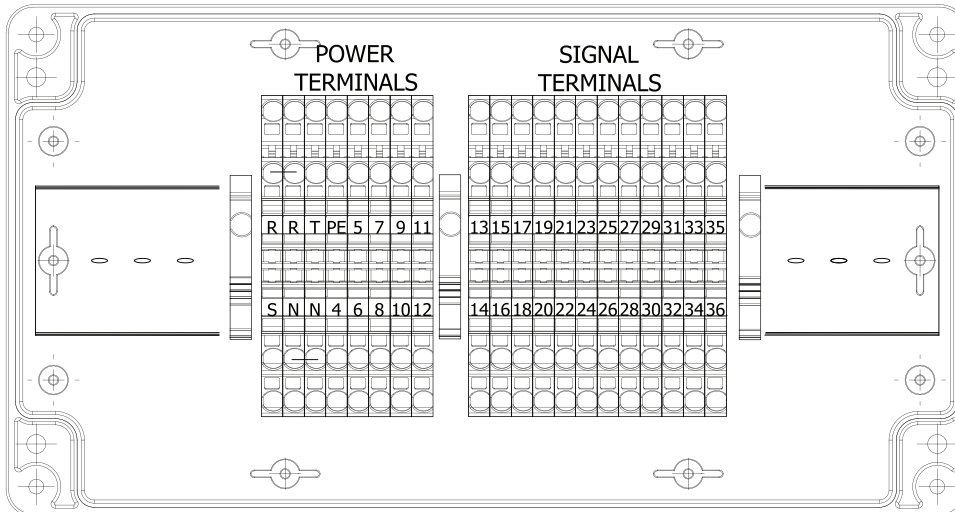 POWER
TERMINALS
SIGNAL
TERMINALS
R R T PE 5 7 9 11
13 15 17 19 21 23 25 27 29 31 33 35
S N N 4 6 8 10 12
14 16 18 20 22 24 26 28 30 32 34 36